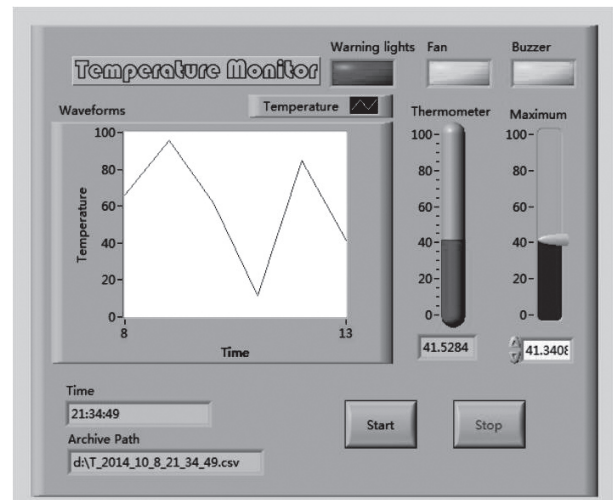 Temperature Monitor
Warning lights
Fan
Buzzer
Waveforms
Temperature
Thermometer
Maximum
100
80
60
40
20
0
Temperature
8
13
Time
100
80
60
40
20
0
41.5284
100
80
60
40
20
0
41.3408
Time
21:34:49
Archive Path
d:\T_2014_10_8_21_34_49.csv
Start
Stop